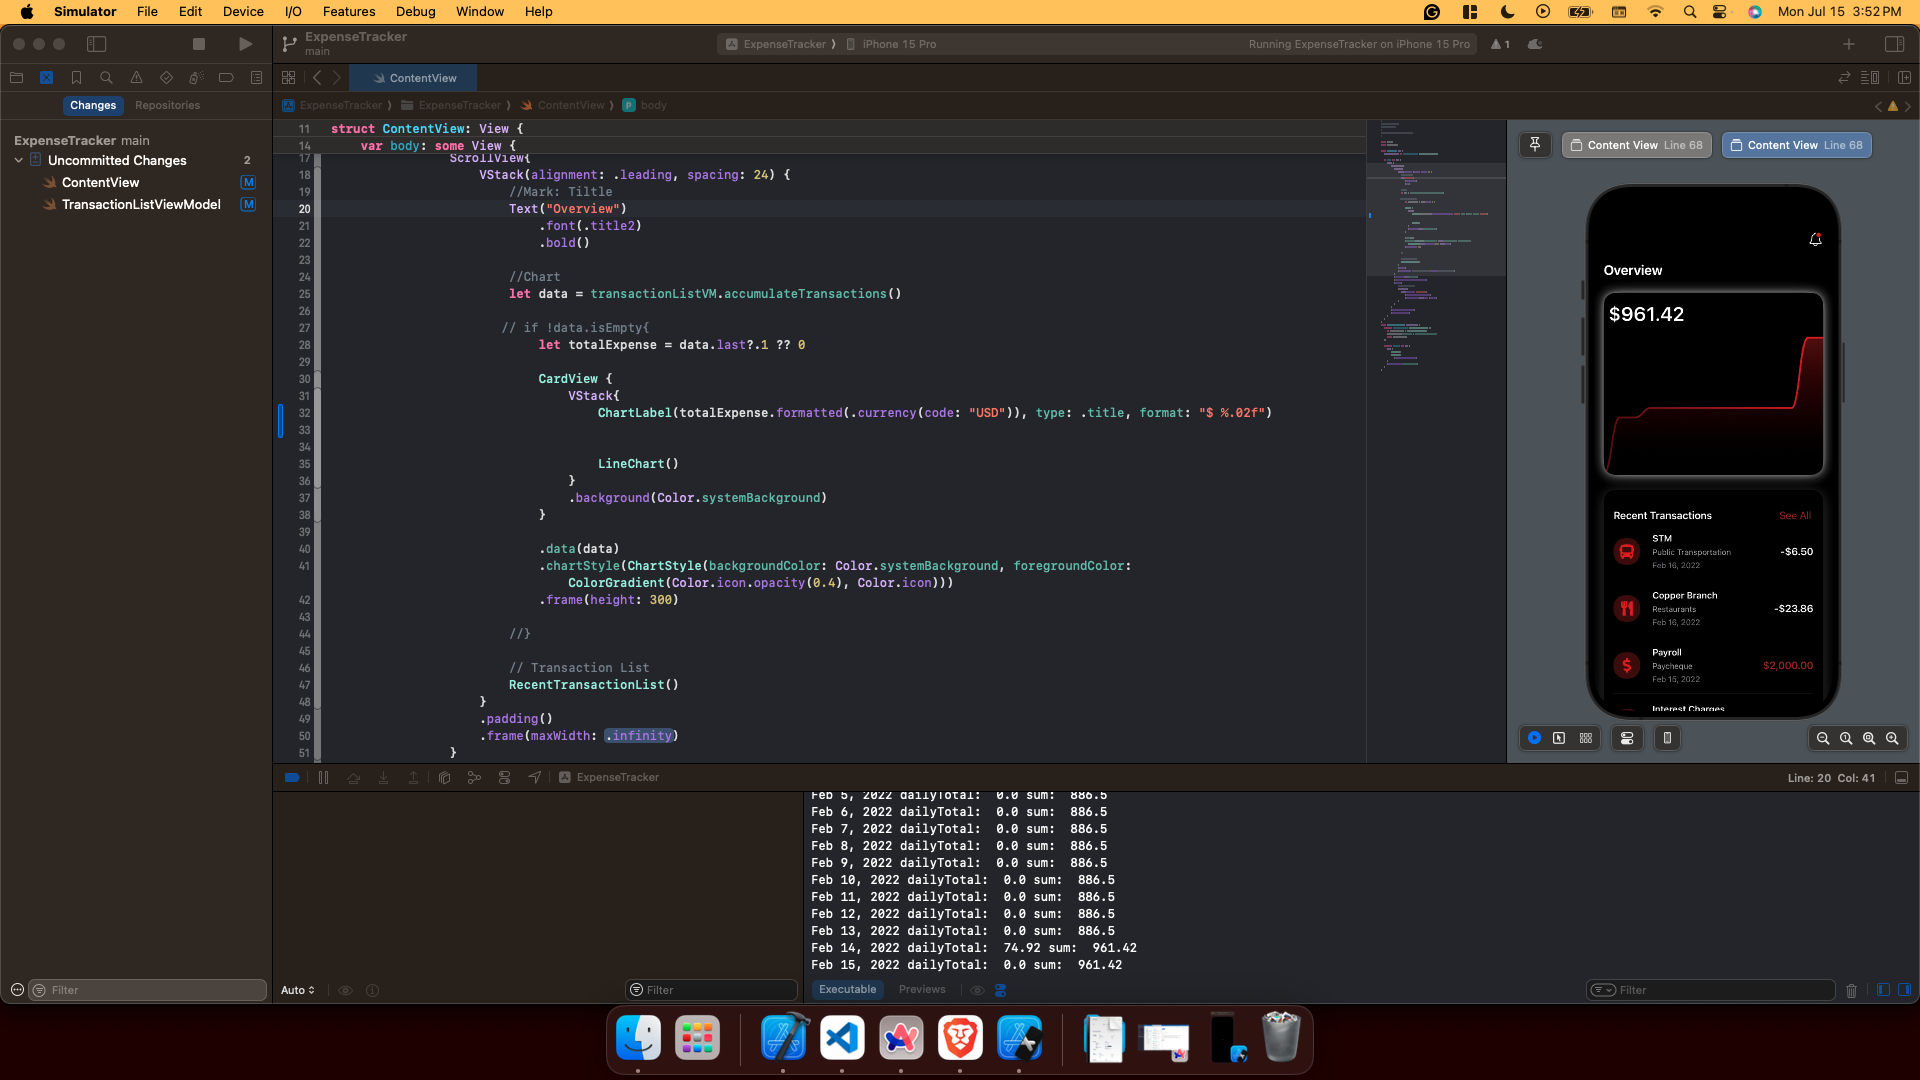 Simulator File Edit Device I/O Features Debug Window Help
Mon Jul 15 3:52 PM
ExpenseTracker
main
ExpenseTracker iPhone 15 Pro
Running ExpenseTracker on iPhone 15 Pro
1
ContentView
Changes Repositories
ExpenseTracker ExpenseTracker ContentView P body
ExpenseTracker main
Uncommitted Changes 2
ContentView M
TransactionListViewModel M
11 struct ContentView: View {
14 var body: some View {
17 ScrollView{
18 VStack(alignment: .leading, spacing: 24) {
19 //Mark: Tiltle
20 Text("Overview")
21 .font(.title2)
22 .bold()
23
24 //Chart
25 let data = transactionListVM.accumulateTransactions()
26
27 // if !data.isEmpty{
28 let totalExpense = data.last?.1 ?? 0
29
30 CardView {
31 VStack{
32 ChartLabel(totalExpense.formatted(.currency(code: "USD")), type: .title, format: "$ %.02f")
33
34
35 LineChart()
36 }
37 .background(Color.systemBackground)
38 }
39
40 .data(data)
41 .chartStyle(ChartStyle(backgroundColor: Color.systemBackground, foregroundColor:
ColorGradient(Color.icon.opacity(0.4), Color.icon)))
42 .frame(height: 300)
43
44 //}
45
46 // Transaction List
47 RecentTransactionList()
48 }
49 .padding()
50 .frame(maxWidth: .infinity)
51 }
Content View Line 68
Content View Line 68
Overview
$961.42
Recent Transactions See All
STM
Public Transportation
Feb 16, 2022
-$6.50
Copper Branch
Restaurants
Feb 16, 2022
-$23.86
Payroll
Paycheque
Feb 15, 2022
$2,000.00
Interest Charges
ExpenseTracker
Line: 20 Col: 41
Feb 5, 2022 dailyTotal: 0.0 sum: 886.5
Feb 6, 2022 dailyTotal: 0.0 sum: 886.5
Feb 7, 2022 dailyTotal: 0.0 sum: 886.5
Feb 8, 2022 dailyTotal: 0.0 sum: 886.5
Feb 9, 2022 dailyTotal: 0.0 sum: 886.5
Feb 10, 2022 dailyTotal: 0.0 sum: 886.5
Feb 11, 2022 dailyTotal: 0.0 sum: 886.5
Feb 12, 2022 dailyTotal: 0.0 sum: 886.5
Feb 13, 2022 dailyTotal: 0.0 sum: 886.5
Feb 14, 2022 dailyTotal: 74.92 sum: 961.42
Feb 15, 2022 dailyTotal: 0.0 sum: 961.42
Filter
Auto
Filter
Executable Previews
Filter